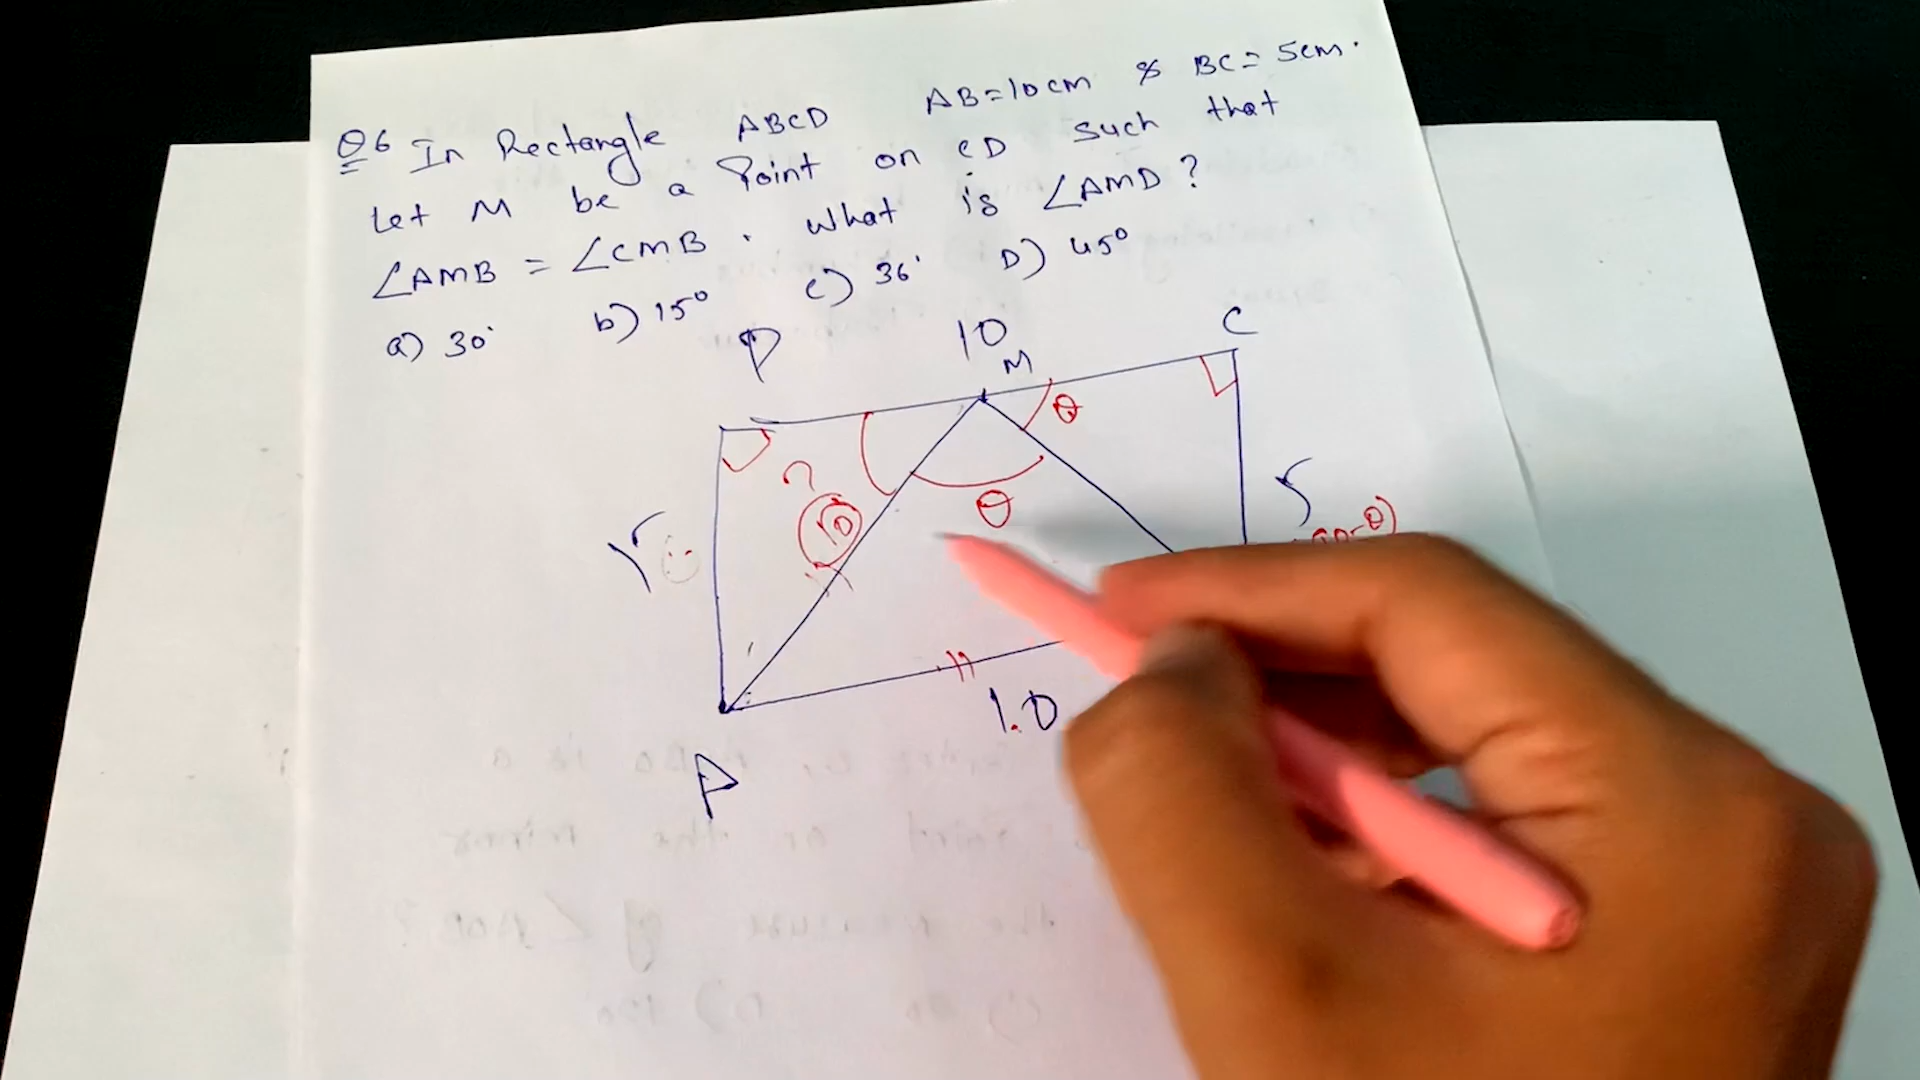 Q6 In Rectangle ABCD AB=10cm & BC=5cm.
Let M be a Point on CD such that
∠AMB = ∠CMB. What is ∠AMD?
a) 30° b) 15° c) 36° D) 45°
D 10 C
M
θ
?
10
θ
5
5
90-θ)
10
A